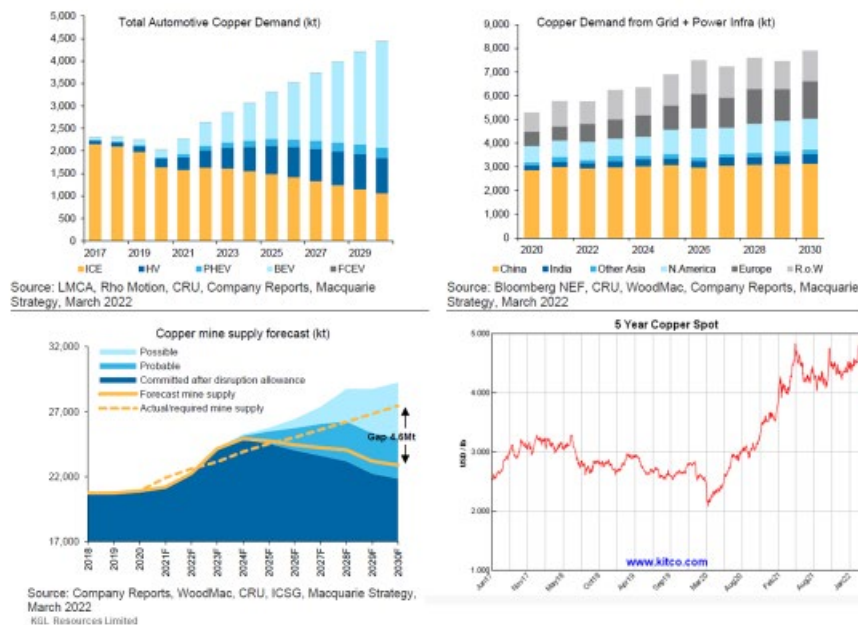 Total Automotive Copper Demand (kt)
5,000
4,500
4,000
3,500
3,000
2,500
2,000
1,500
1,000
500
0
2017 2019 2021 2023 2025 2027 2029
ICE HV PHEV BEV FCEV
Source: LMCA, Rho Motion, CRU, Company Reports, Macquarie
Strategy, March 2022
Copper Demand from Grid + Power Infra (kt)
9,000
8,000
7,000
6,000
5,000
4,000
3,000
2,000
1,000
0
2020 2022 2024 2026 2028 2030
China India Other Asia N.America Europe R.o.W
Source: Bloomberg NEF, CRU, WoodMac, Company Reports, Macquarie
Strategy, March 2022
Copper mine supply forecast (kt)
32,000
27,000
22,000
17,000
Possible
Probable
Committed after disruption allowance
Forecast mine supply
Actual/required mine supply
Gap 4.6Mt
2018 2019 2020 2021F 2022F 2023F 2024F 2025F 2026F 2027F 2028F 2029F 2030F
Source: Company Reports, WoodMac, CRU, ICSG, Macquarie Strategy,
March 2022
KGL Resources Limited
5 Year Copper Spot
5.000
4.000
3.000
2.000
1.000
USD / lb
www.kitco.com
Jun17 Nov17 May18 Oct18 Apr19 Sep19 Mar20 Aug20 Feb21 Aug21 Jan22